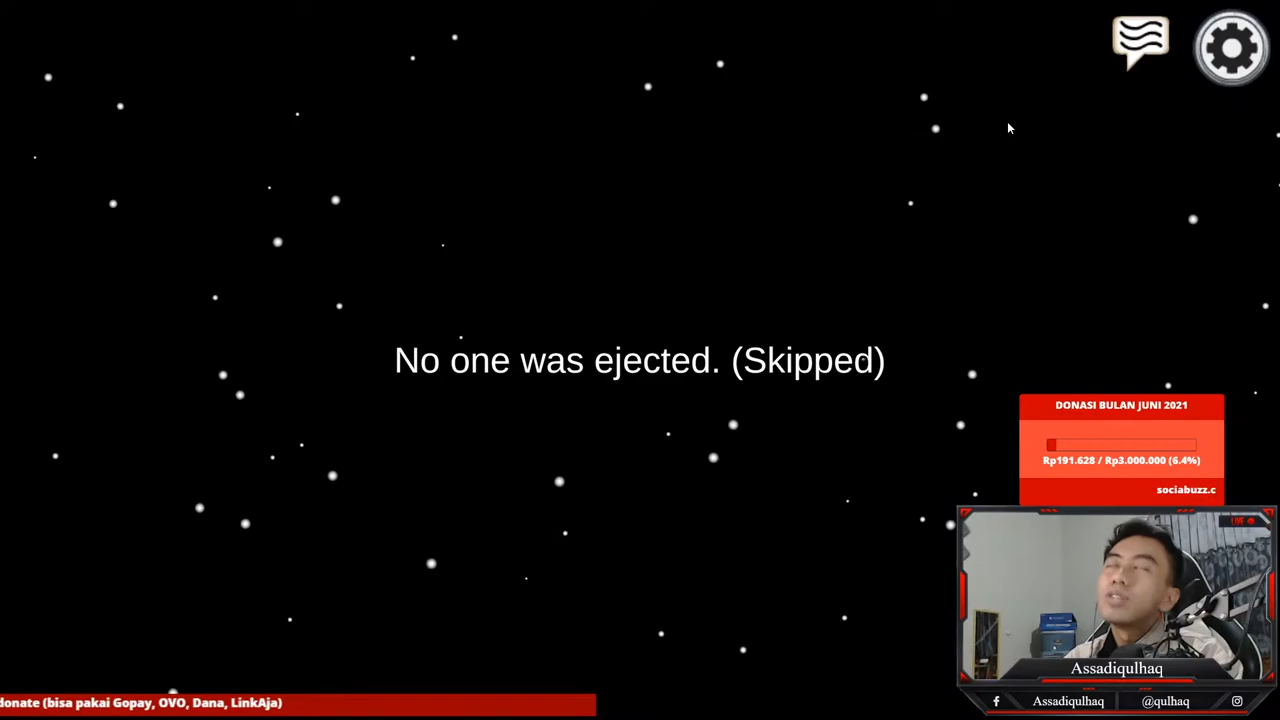 No one was ejected. (Skipped)
DONASI BULAN JUNI 2021
Rp191.628 / Rp3.000.000 (6.4%)
sociabuzz.c
LIVE
Assadiqulhaq
Assadiqulhaq @qulhaq
donate (bisa pakai Gopay, OVO, Dana, LinkAja)